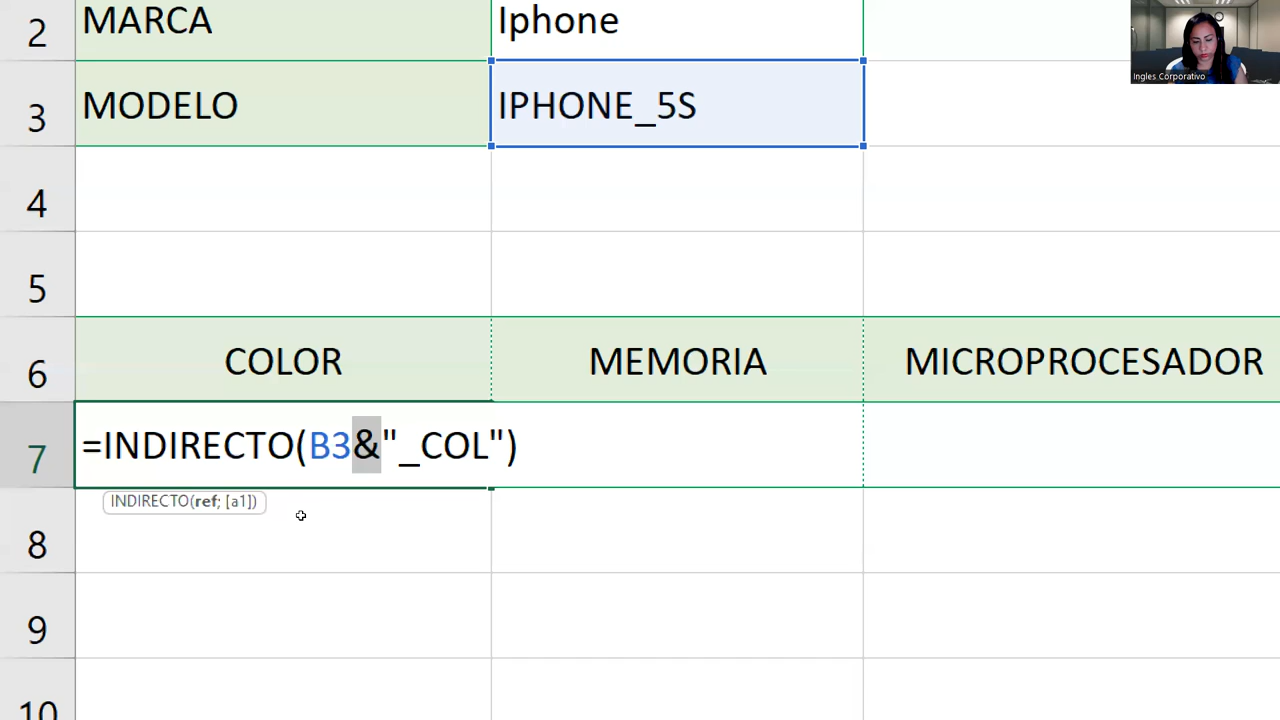 2 MARCA Iphone
Ingles Corporativo
3 MODELO IPHONE_5S
4
5
6 COLOR MEMORIA MICROPROCESADOR
7 =INDIRECTO(B3&"_COL")
INDIRECTO(ref; [a1])
8
9
10